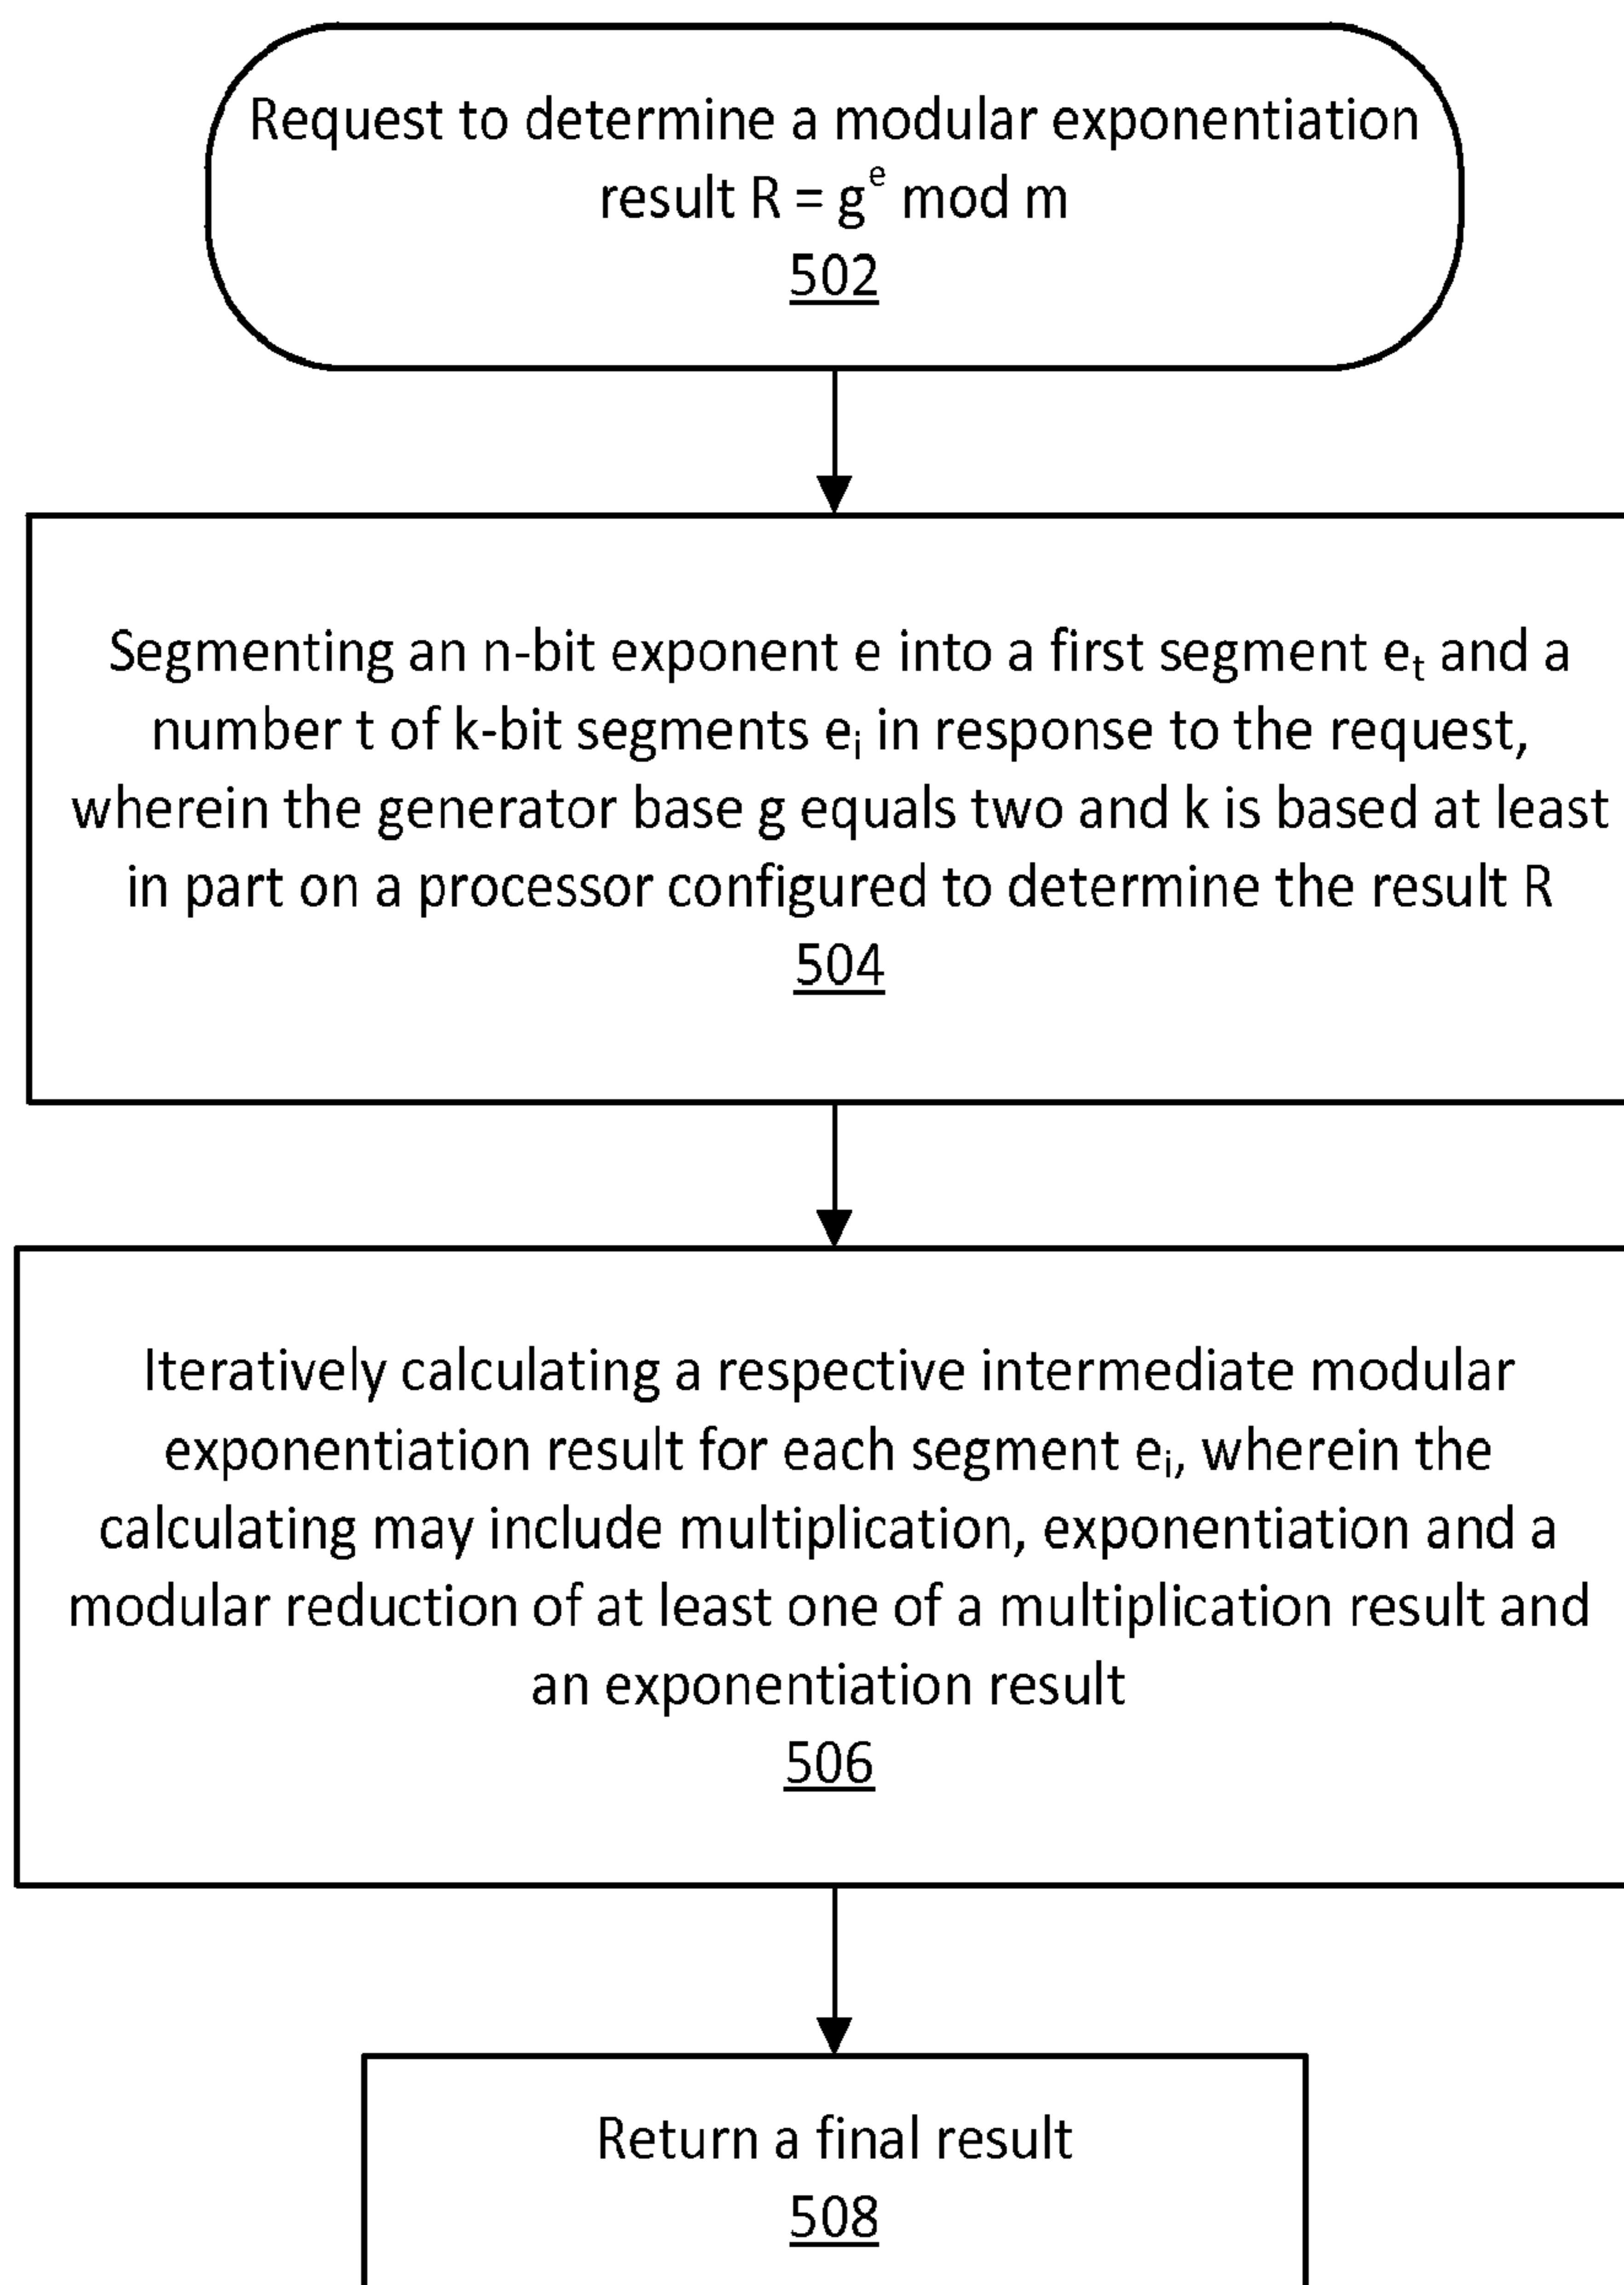 Request to determine a modular exponentiation
result R = gᵉ mod m
502
Segmenting an n-bit exponent e into a first segment eₜ and a
number t of k-bit segments eᵢ in response to the request,
wherein the generator base g equals two and k is based at least
in part on a processor configured to determine the result R
504
Iteratively calculating a respective intermediate modular
exponentiation result for each segment eᵢ, wherein the
calculating may include multiplication, exponentiation and a
modular reduction of at least one of a multiplication result and
an exponentiation result
506
Return a final result
508